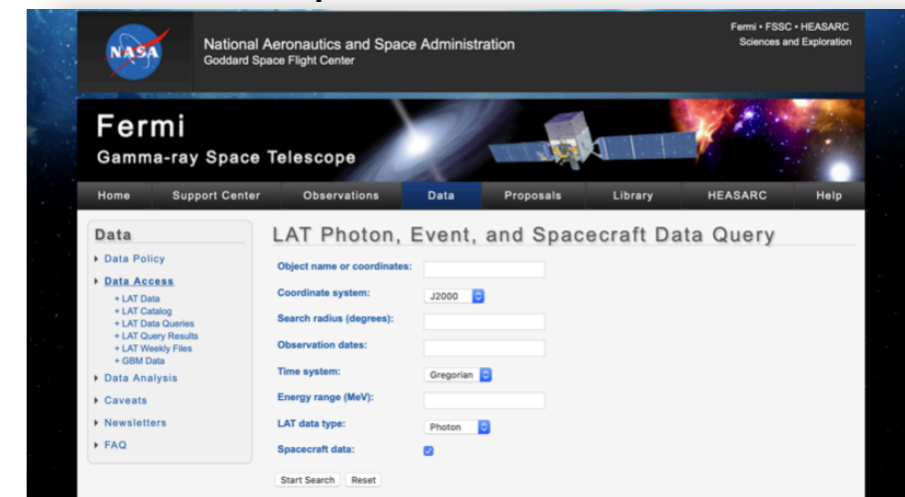 NASA
National Aeronautics and Space Administration
Goddard Space Flight Center
Fermi • FSSC • HEASARC
Sciences and Exploration
Fermi
Gamma-ray Space Telescope
Home Support Center Observations Data Proposals Library HEASARC Help
Data
Data Policy
Data Access
+ LAT Data
+ LAT Catalog
+ LAT Data Queries
+ LAT Query Results
+ LAT Weekly Files
+ GBM Data
Data Analysis
Caveats
Newsletters
FAQ
LAT Photon, Event, and Spacecraft Data Query
Object name or coordinates:
Coordinate system: J2000
Search radius (degrees):
Observation dates:
Time system: Gregorian
Energy range (MeV):
LAT data type: Photon
Spacecraft data:
Start Search Reset